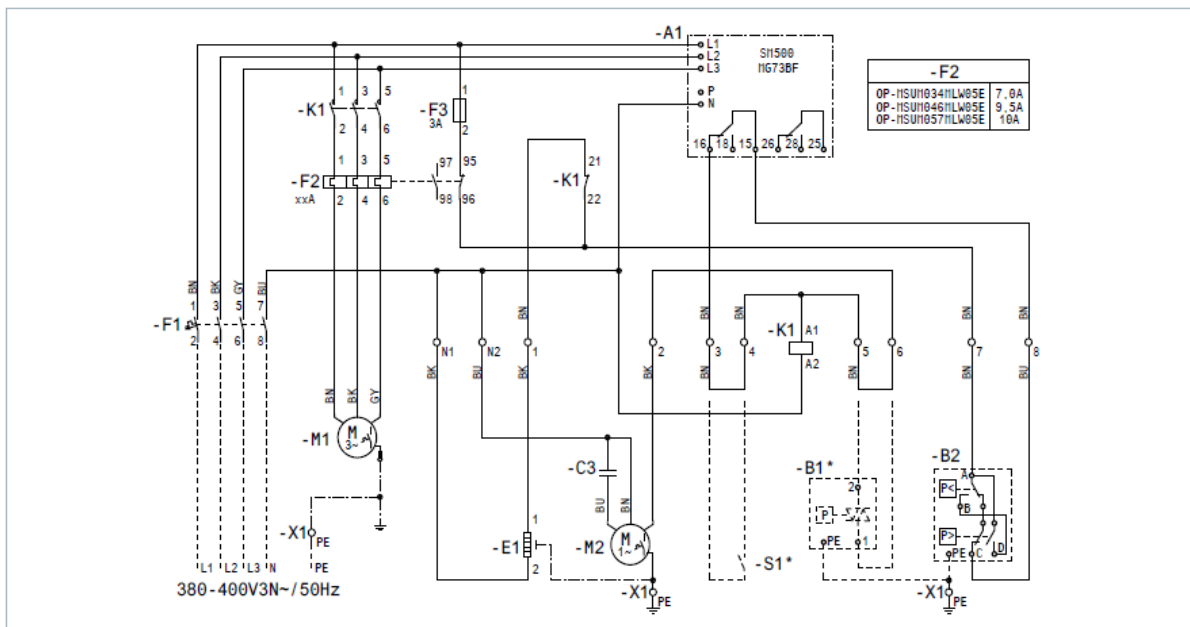 -A1
L1
L2
L3
P
N
SM500
MG73BF
16 18 15 26 28 25
-F2
OP-MSUM034MLW05E 7.0A
OP-MSUM046MLW05E 9.5A
OP-MSUM057MLW05E 10A
-K1
1 3 5
2 4 6
-F3
3A
1
2
-F2
xxA
1 3 5
2 4 6
97 95
98 96
-K1
21
22
BN BK GY BU
1 3 5 7
-F1
2 4 6 8
N1 N2 1 2 3 4 5 6 7 8
BN BN BN BN BN
BK BU BK BK BN BN BN BU
-K1
A1
A2
BN BK GY
-M1
M
3~
-X1
PE
PE
L1 L2 L3 N
380-400V3N~/50Hz
-C3
BU BN
-E1
1
2
-M2
M
1~
-X1
PE
-S1*
-B1*
2
P
PE
1
-B2
A
P<
B
P>
PE
C
D
-X1
PE